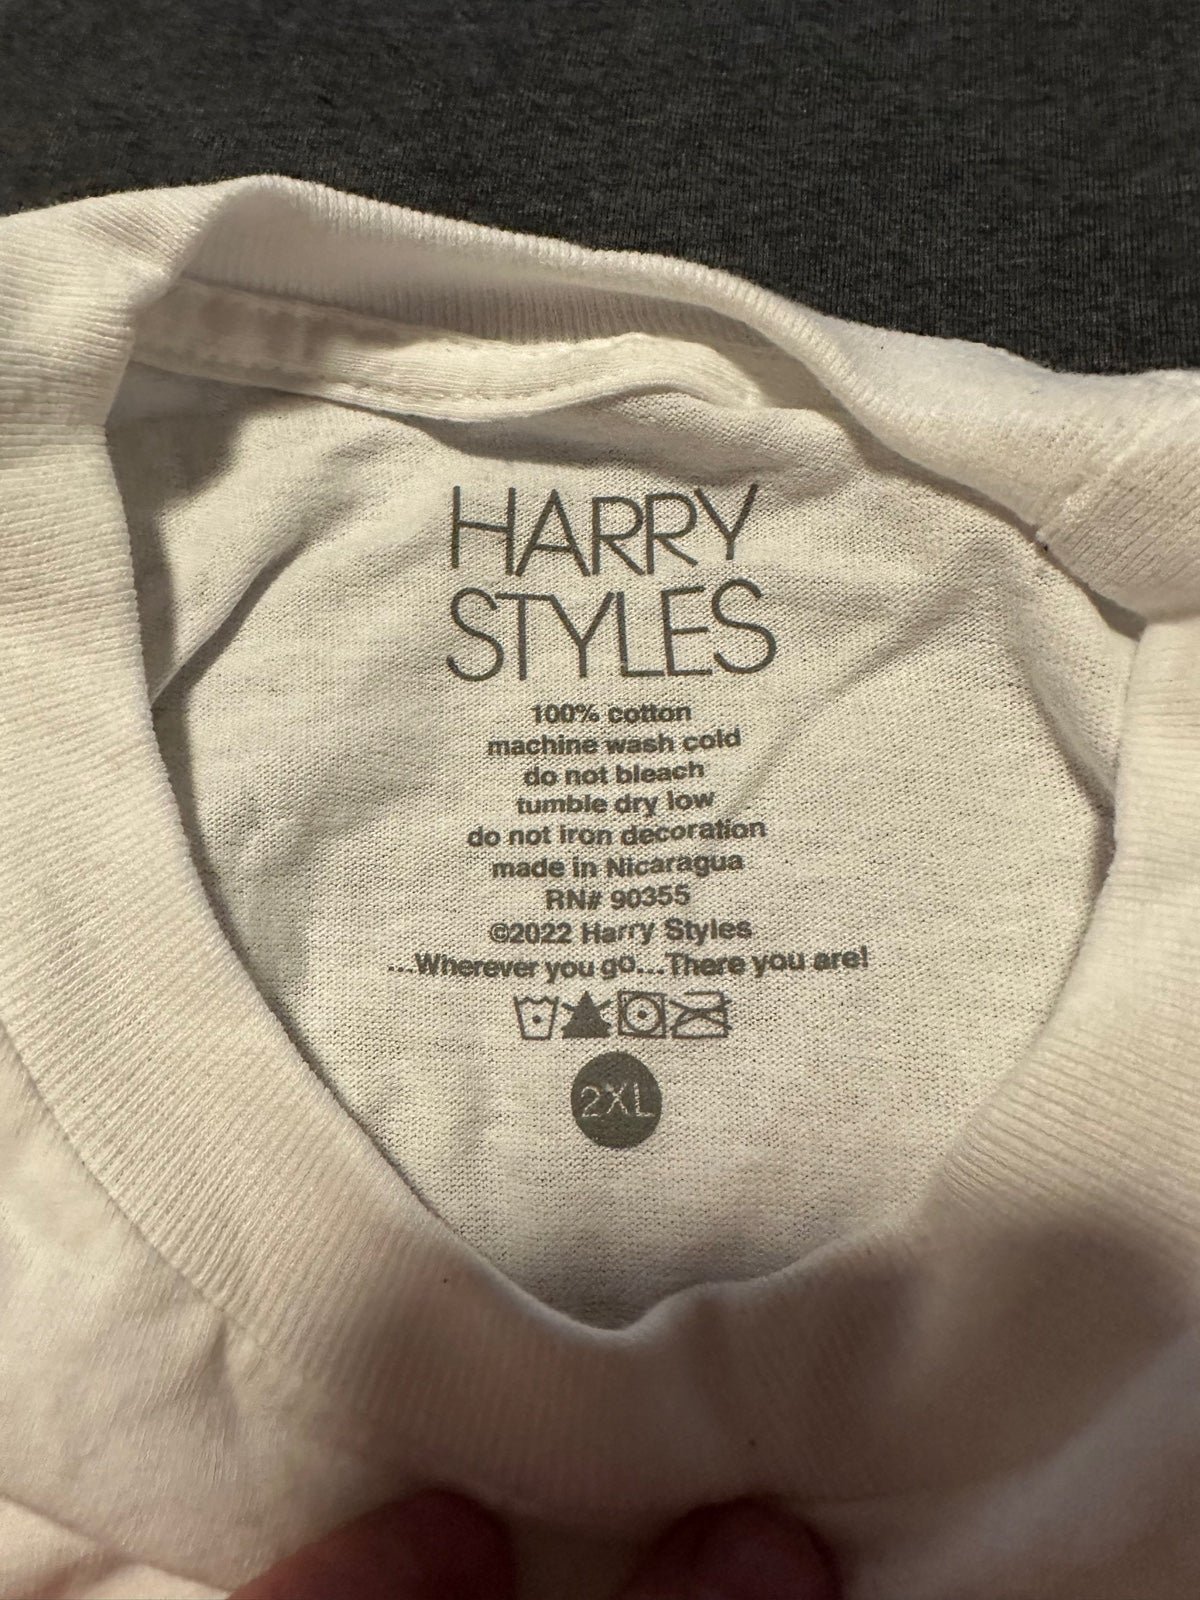 HARRY
STYLES
100% cotton
machine wash cold
do not bleach
tumble dry low
do not iron decoration
made in Nicaragua
RN# 90355
©2022 Harry Styles
...Wherever you go...There you are!
2XL